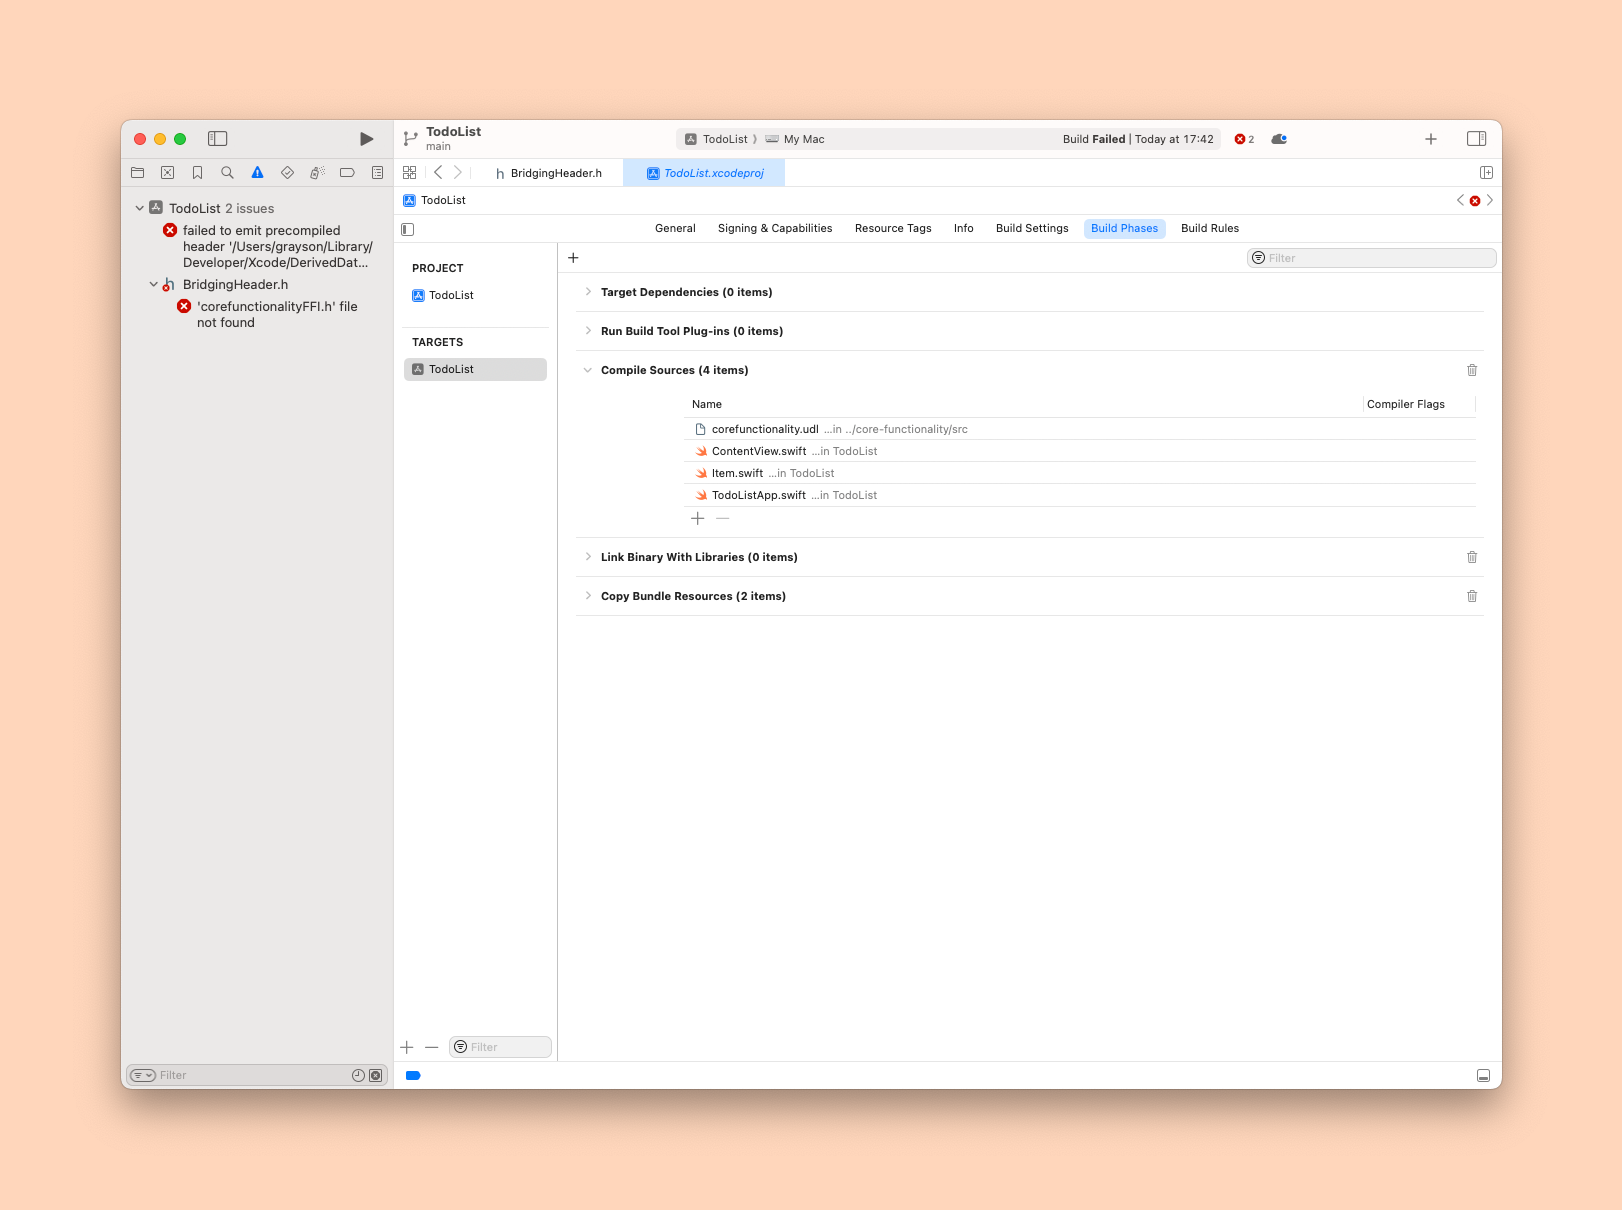 TodoList
main
TodoList
My Mac
Build Failed | Today at 17:42
2
BridgingHeader.h
TodoList.xcodeproj
TodoList 2 issues
failed to emit precompiled
header '/Users/grayson/Library/
Developer/Xcode/DerivedDat...
BridgingHeader.h
'corefunctionalityFFI.h' file
not found
Filter
TodoList
General
Signing & Capabilities
Resource Tags
Info
Build Settings
Build Phases
Build Rules
PROJECT
TodoList
TARGETS
TodoList
Filter
Filter
Target Dependencies (0 items)
Run Build Tool Plug-ins (0 items)
Compile Sources (4 items)
Name
Compiler Flags
corefunctionality.udl ...in ../core-functionality/src
ContentView.swift ...in TodoList
Item.swift ...in TodoList
TodoListApp.swift ...in TodoList
Link Binary With Libraries (0 items)
Copy Bundle Resources (2 items)